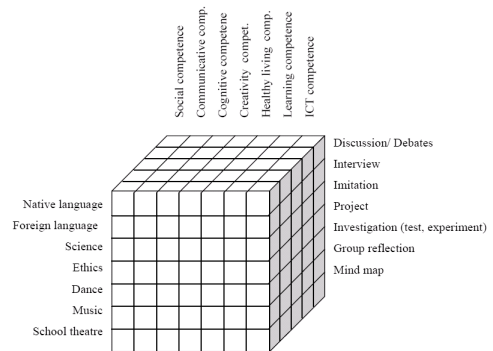 Social competence
Communicative comp.
Cognitive competene
Creativity compet.
Healthy living comp.
Learning competence
ICT competence
Discussion/ Debates
Interview
Imitation
Project
Investigation (test, experiment)
Group reflection
Mind map
Native language
Foreign language
Science
Ethics
Dance
Music
School theatre